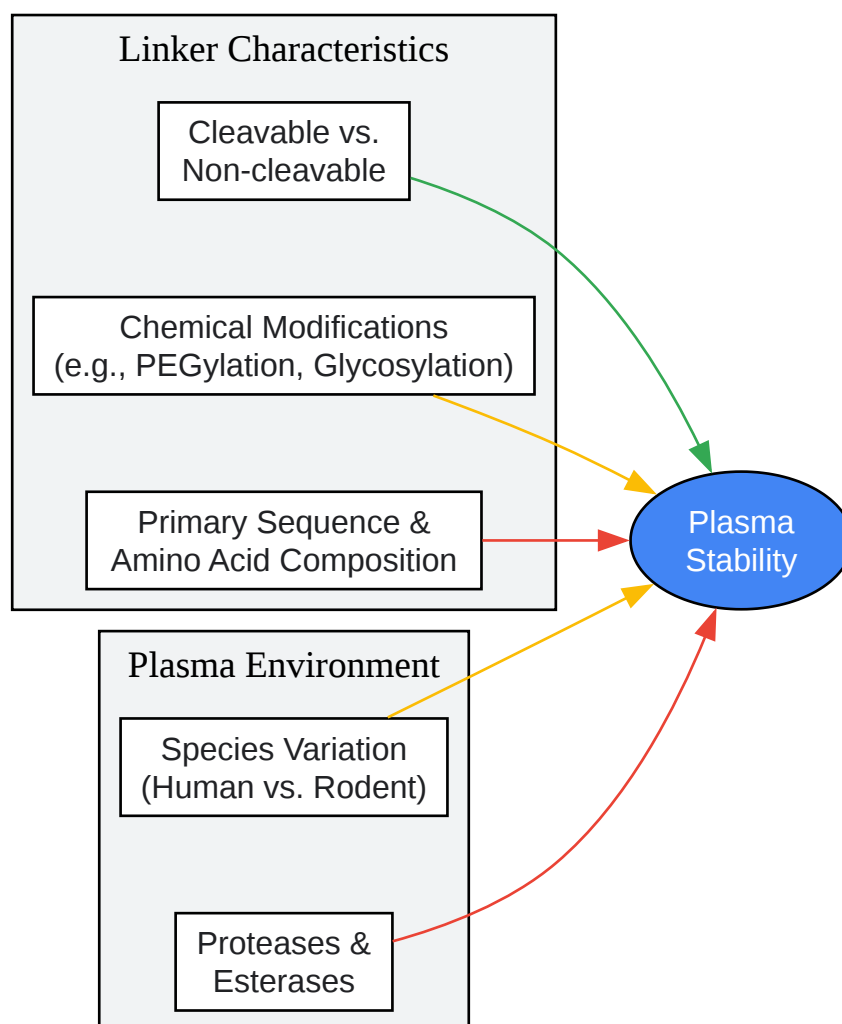 Linker Characteristics
Cleavable vs.
Non-cleavable
Chemical Modifications
(e.g., PEGylation, Glycosylation)
Primary Sequence &
Amino Acid Composition
Plasma
Stability
Plasma Environment
Species Variation
(Human vs. Rodent)
Proteases &
Esterases